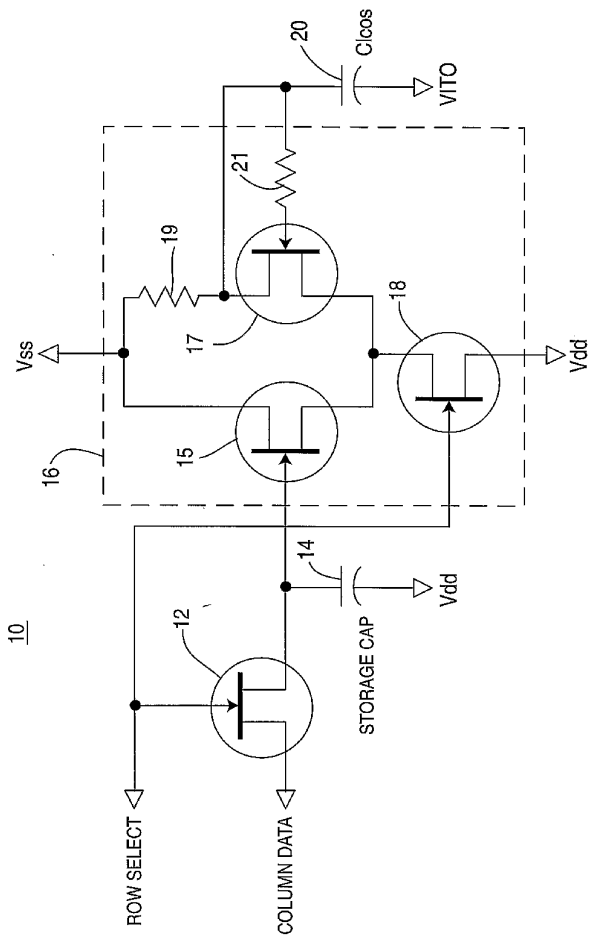 10
ROW SELECT
COLUMN DATA
12
14
STORAGE CAP
Vdd
16
Vss
15
17
19
18
Vdd
21
20
Clcos
VITO